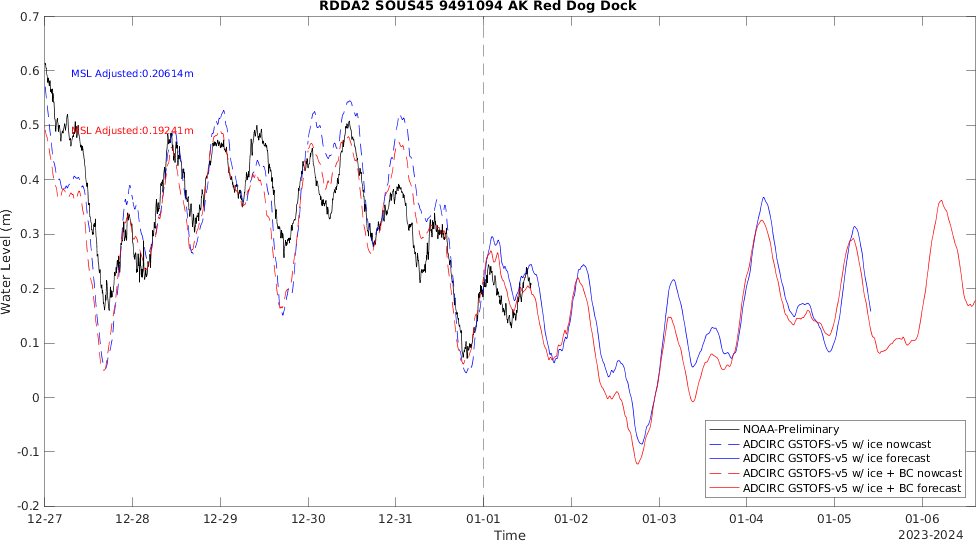 RDDA2 SOUS45 9491094 AK Red Dog Dock
0.7
0.6
0.5
0.4
0.3
0.2
0.1
0
-0.1
-0.2
Water Level (m)
MSL Adjusted:0.20614m
MSL Adjusted:0.19241m
NOAA-Preliminary
ADCIRC GSTOFS-v5 w/ ice nowcast
ADCIRC GSTOFS-v5 w/ ice forecast
ADCIRC GSTOFS-v5 w/ ice + BC nowcast
ADCIRC GSTOFS-v5 w/ ice + BC forecast
12-27 12-28 12-29 12-30 12-31 01-01 01-02 01-03 01-04 01-05 01-06
Time
2023-2024